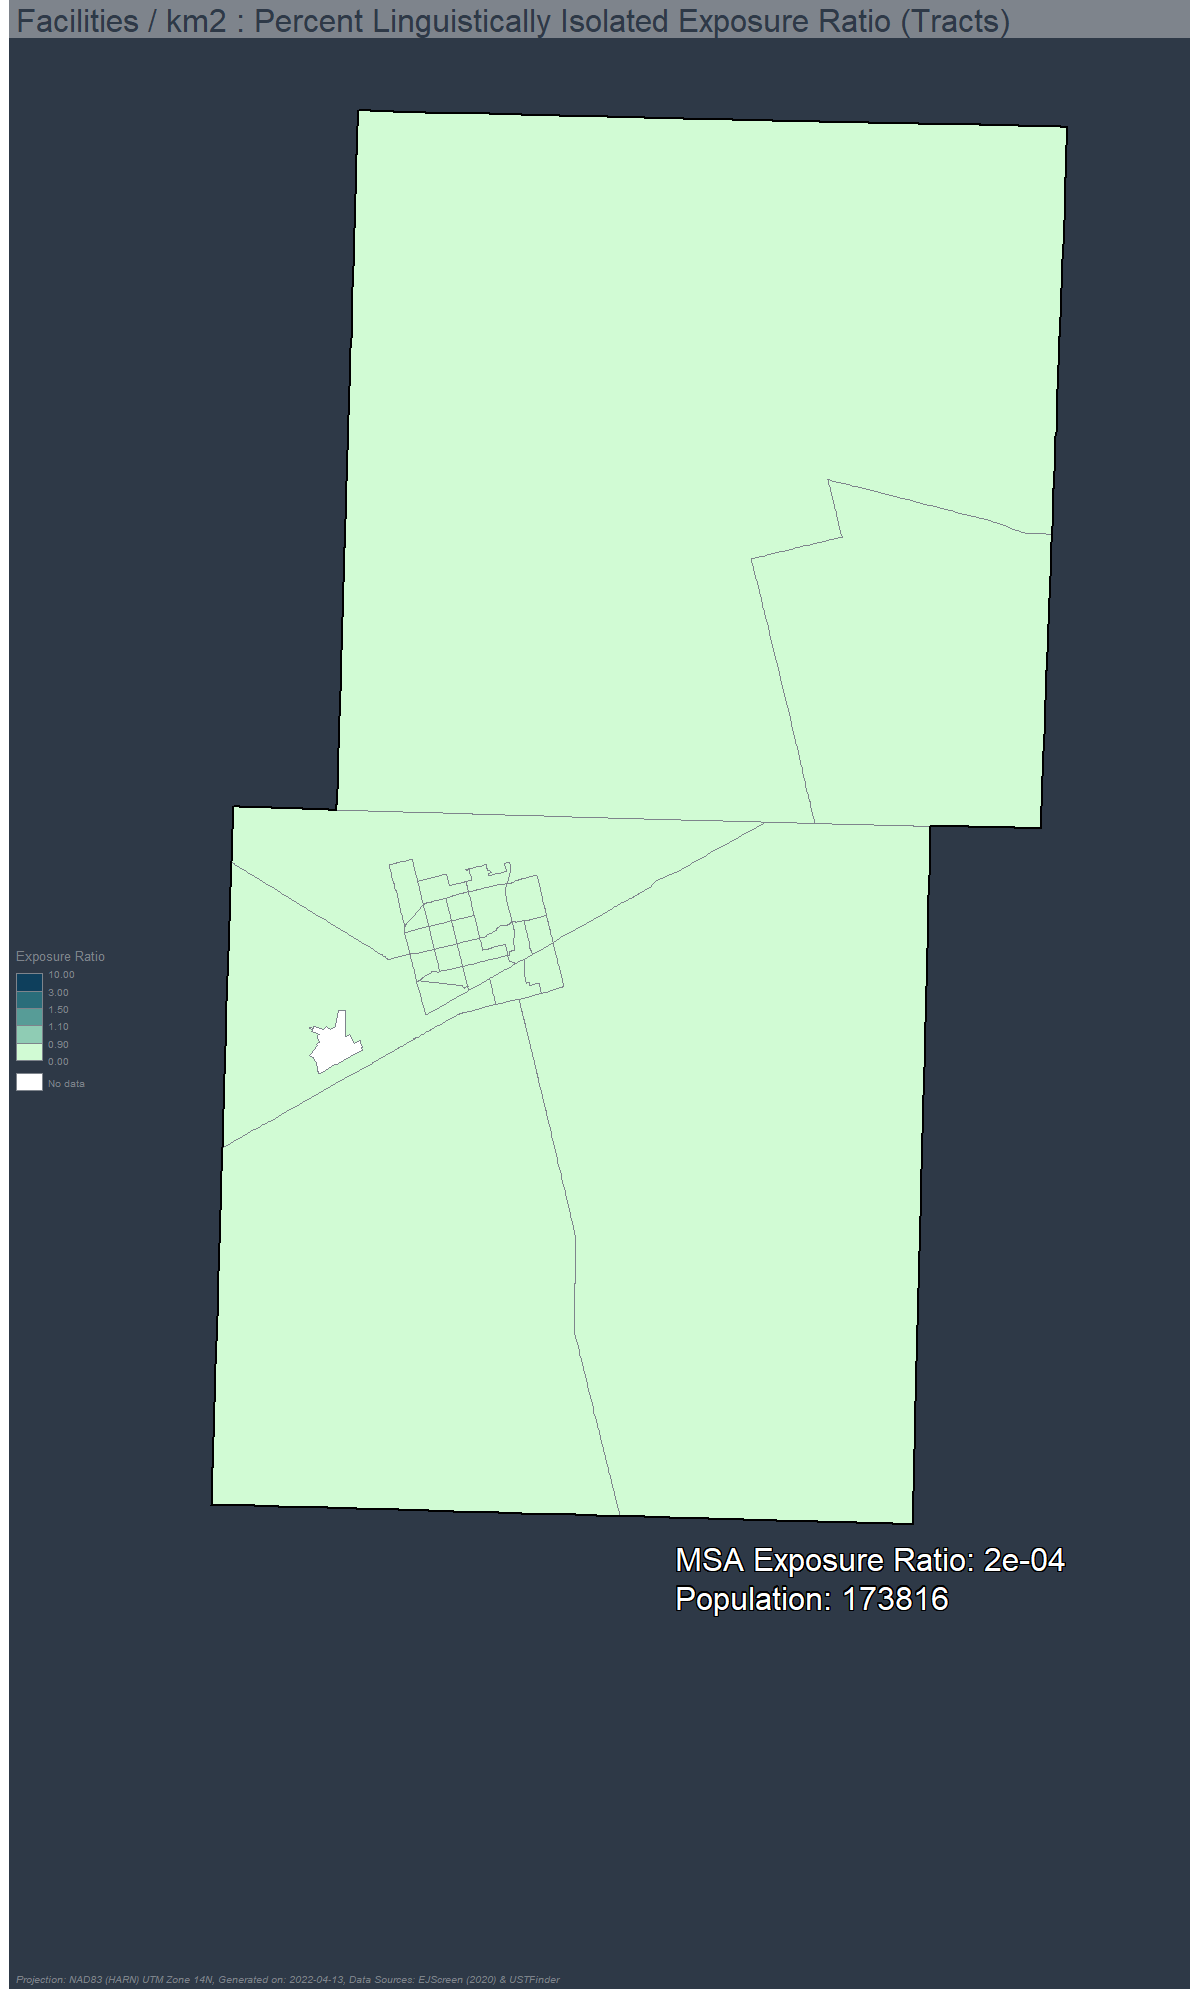 Facilities / km2 : Percent Linguistically Isolated Exposure Ratio (Tracts)
Exposure Ratio
10.00
3.00
1.50
1.10
0.90
0.00
No data
MSA Exposure Ratio: 2e-04
Population: 173816
Projection: NAD83 (HARN) UTM Zone 14N, Generated on: 2022-04-13, Data Sources: EJScreen (2020) & USTFinder